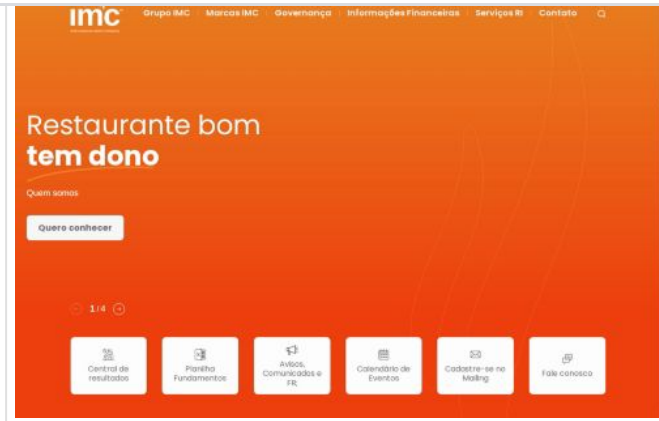 imc
Grupo IMC
Marcas IMC
Governança
Informações Financeiras
Serviços RI
Contato
Restaurante bom
tem dono
Quem somos
Quero conhecer
1/4
Central de
resultados
Planilha
Fundamentos
Avisos,
Comunicados e
FR;
Calendário de
Eventos
Cadastre-se no
Mailing
Fale conosco